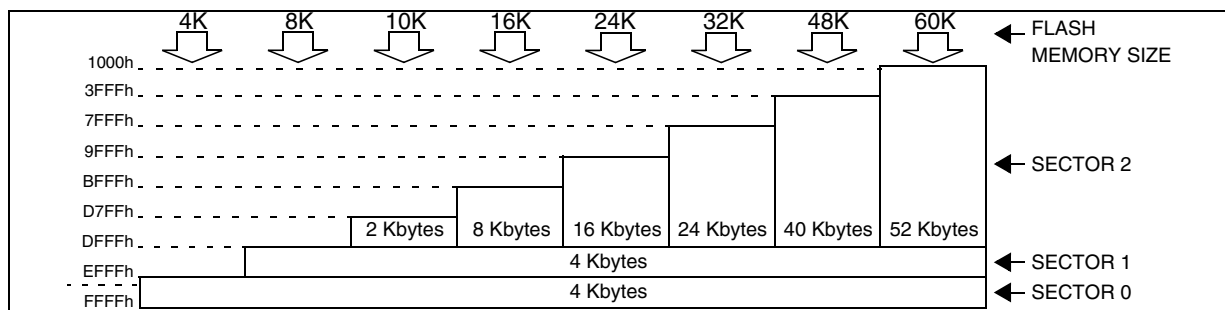 4K 8K 10K 16K 24K 32K 48K 60K
FLASH
MEMORY SIZE
1000h
3FFFh
7FFFh
9FFFh
BFFFh
SECTOR 2
D7FFh
2 Kbytes 8 Kbytes 16 Kbytes 24 Kbytes 40 Kbytes 52 Kbytes
DFFFh
4 Kbytes
SECTOR 1
EFFFh
4 Kbytes
SECTOR 0
FFFFh